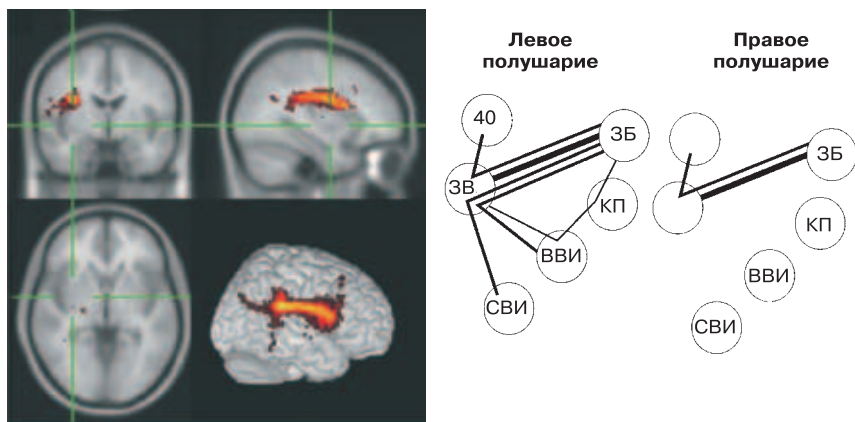 Левое
полушарие
40
ЗБ
ЗВ
КП
ВВИ
СВИ
Правое
полушарие
ЗБ
КП
ВВИ
СВИ